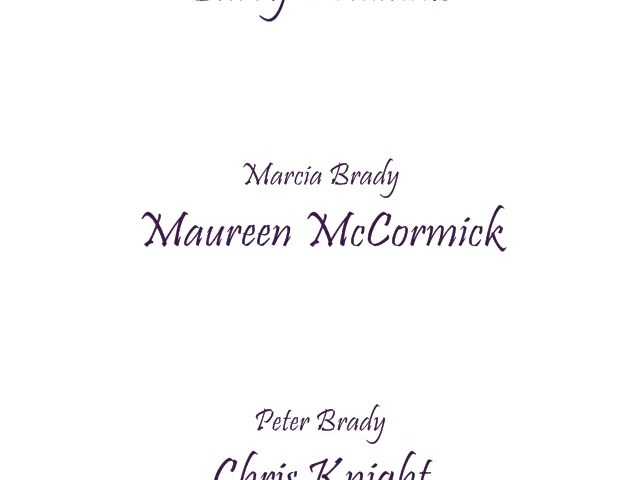 Marcia Brady
Maureen McCormick
Peter Brady
Chris Knight